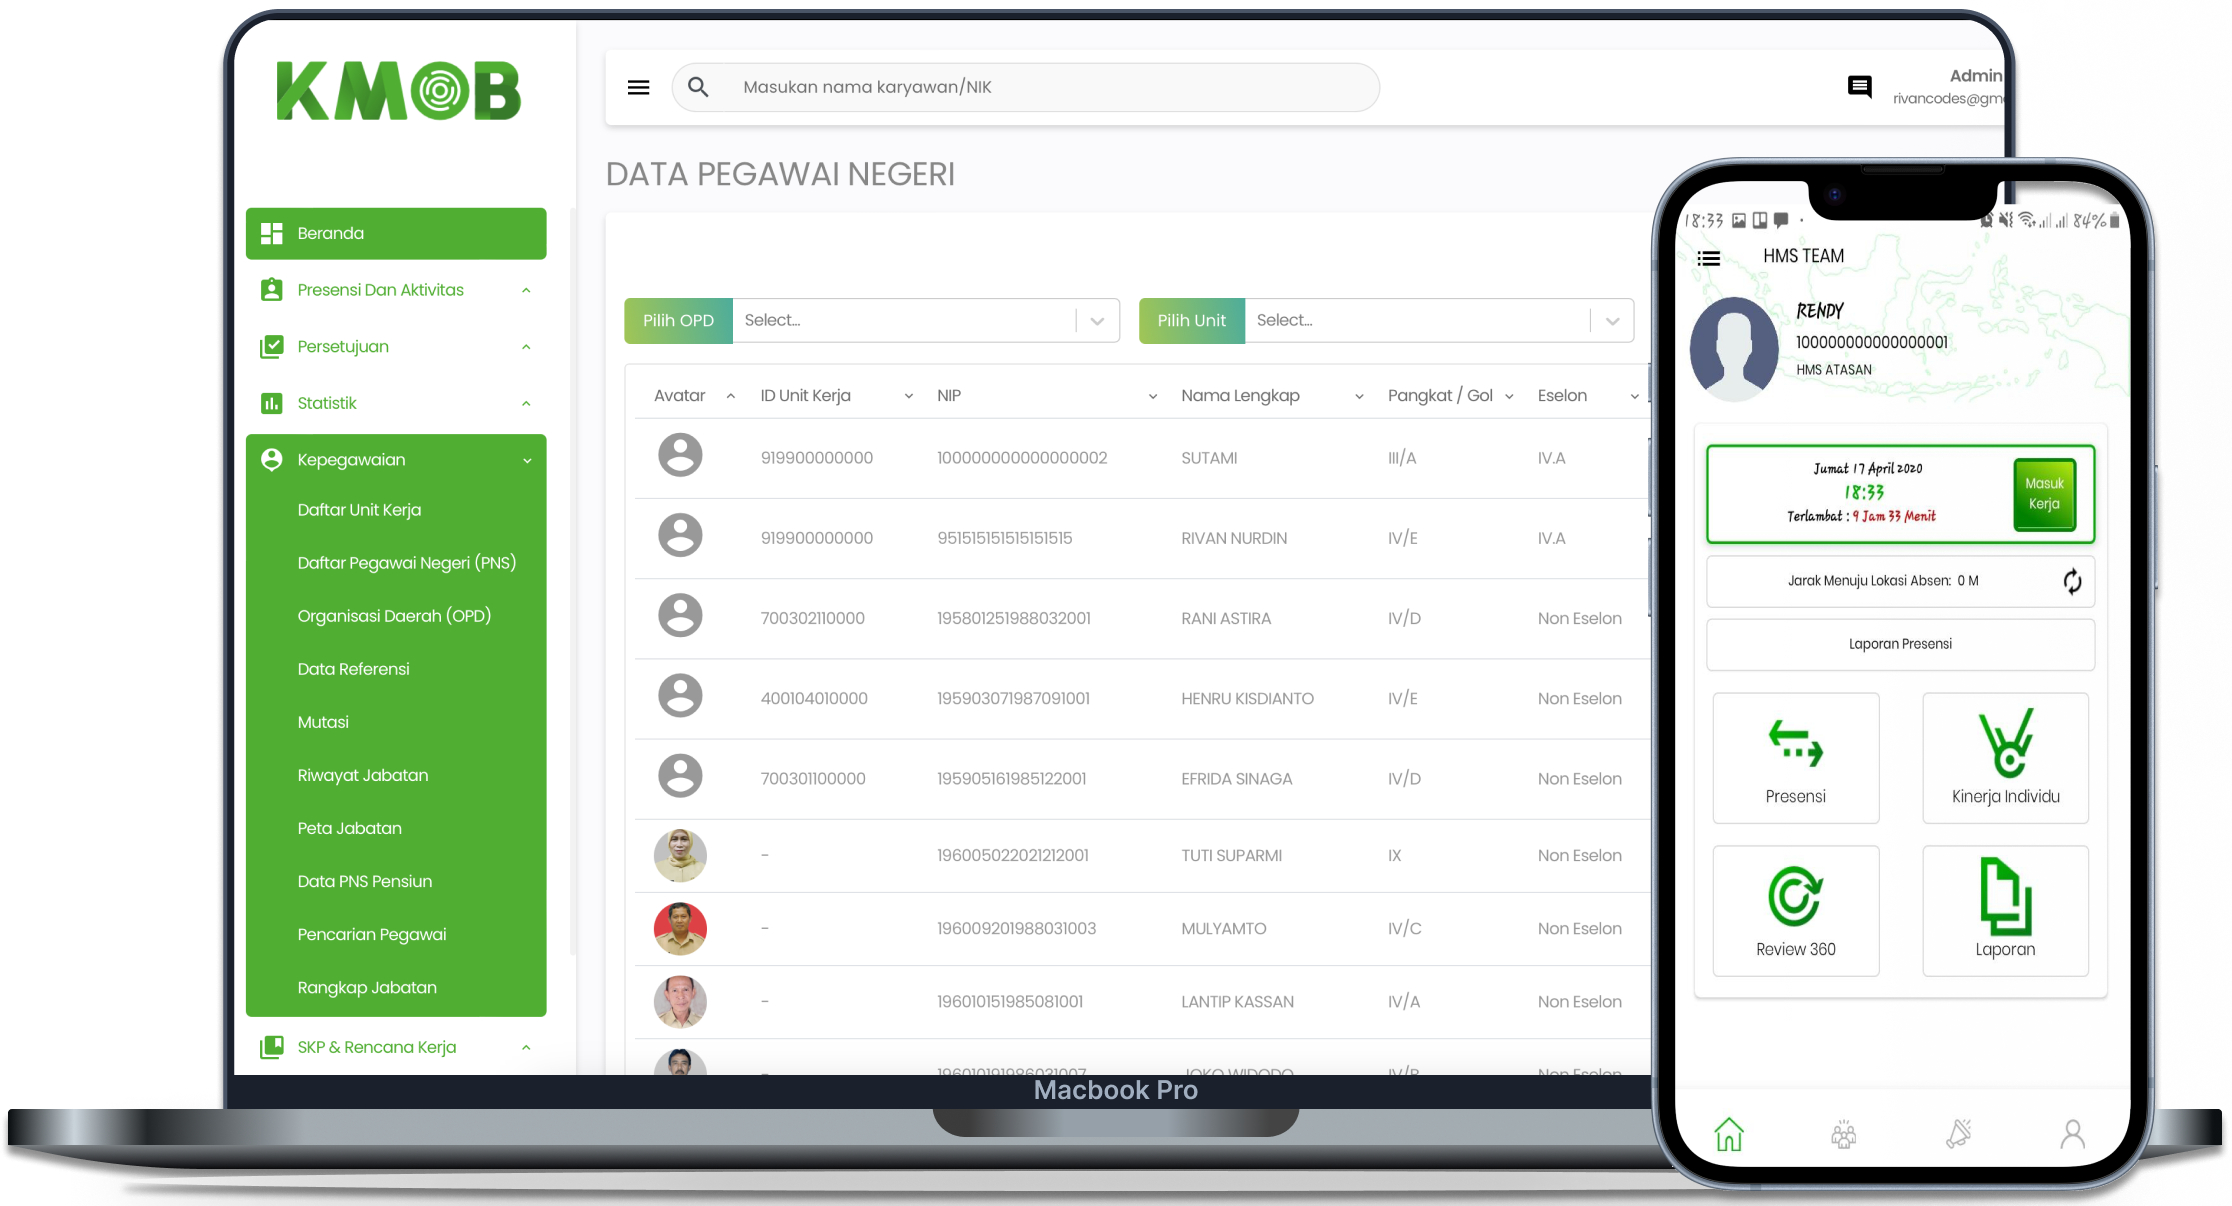 KMOB
Masukan nama karyawan/NIK
Admin
rivancodes@gm
DATA PEGAWAI NEGERI
Beranda
Presensi Dan Aktivitas
Persetujuan
Statistik
Kepegawaian
Daftar Unit Kerja
Daftar Pegawai Negeri (PNS)
Organisasi Daerah (OPD)
Data Referensi
Mutasi
Riwayat Jabatan
Peta Jabatan
Data PNS Pensiun
Pencarian Pegawai
Rangkap Jabatan
SKP & Rencana Kerja
Pilih OPD Select... Pilih Unit Select...
Avatar ID Unit Kerja NIP Nama Lengkap Pangkat / Gol Eselon
919900000000 100000000000000002 SUTAMI III/A IV.A
919900000000 951515151515151515 RIVAN NURDIN IV/E IV.A
700302110000 195801251988032001 RANI ASTIRA IV/D Non Eselon
400104010000 195903071987091001 HENRU KISDIANTO IV/E Non Eselon
700301100000 195905161985122001 EFRIDA SINAGA IV/D Non Eselon
- 196005022021212001 TUTI SUPARMI IX Non Eselon
- 196009201988031003 MULYAMTO IV/C Non Eselon
- 196010151985081001 LANTIP KASSAN IV/A Non Eselon
- 196010191986031007 JOKO WIDODO IV/B Non Eselon
Macbook Pro
18:33 84%
HMS TEAM
RENDY
100000000000000001
HMS ATASAN
Jumat 17 April 2020
18:33
Terlambat : 9 Jam 33 Menit
Masuk
Kerja
Jarak Menuju Lokasi Absen: 0 M
Laporan Presensi
Presensi
Kinerja Individu
Review 360
Laporan